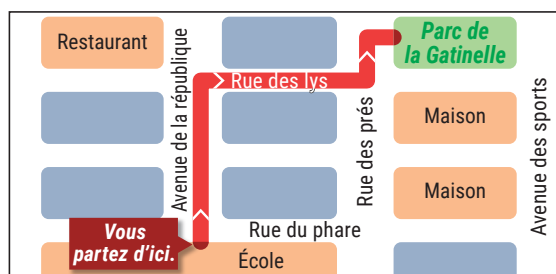 Restaurant
Avenue de la république
Rue des lys
Parc de
la Gatinelle
Maison
Rue des prés
Avenue des sports
Maison
Vous
partez d'ici.
Rue du phare
École